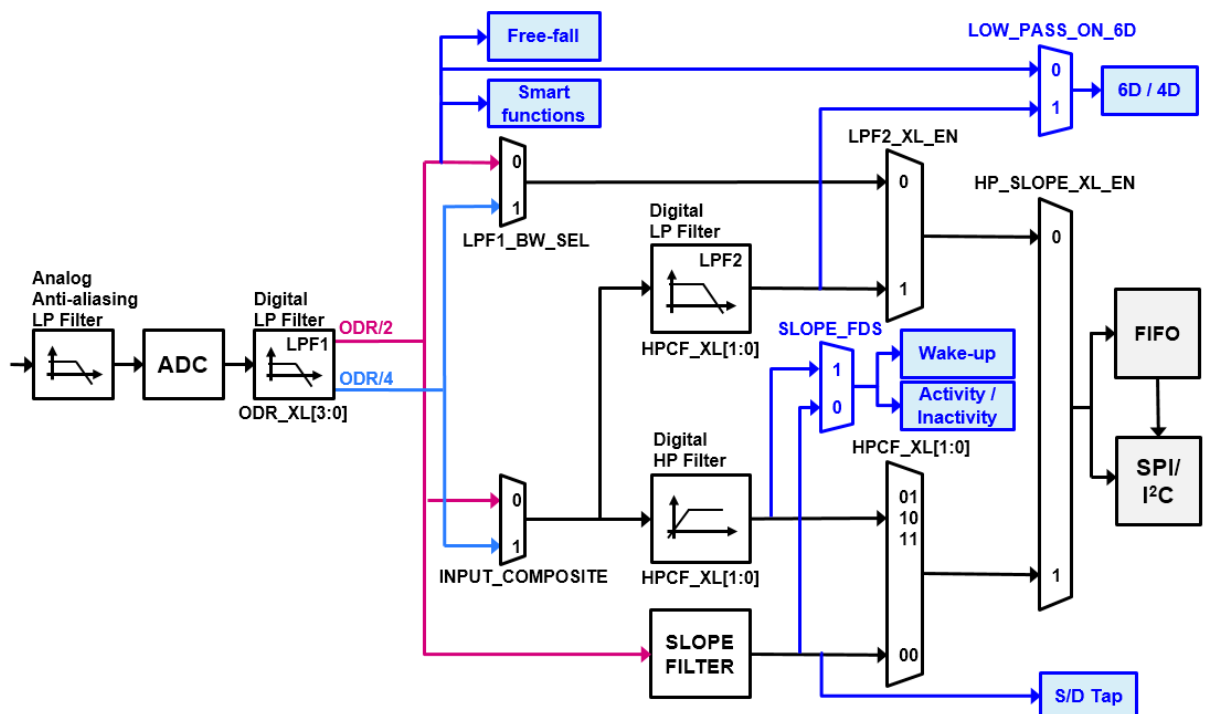 Free-fall
LOW_PASS_ON_6D
0
6D / 4D
1
Smart
functions
LPF2_XL_EN
0
1
LPF1_BW_SEL
0
HP_SLOPE_XL_EN
0
Digital
LP Filter
LPF2
HPCF_XL[1:0]
1
Analog
Anti-aliasing
LP Filter
ADC
Digital
LP Filter
LPF1
ODR_XL[3:0]
ODR/2
ODR/4
SLOPE_FDS
1
0
Wake-up
Activity /
Inactivity
FIFO
SPI/
I²C
Digital
HP Filter
HPCF_XL[1:0]
HPCF_XL[1:0]
01
10
11
00
0
1
INPUT_COMPOSITE
1
SLOPE
FILTER
S/D Tap